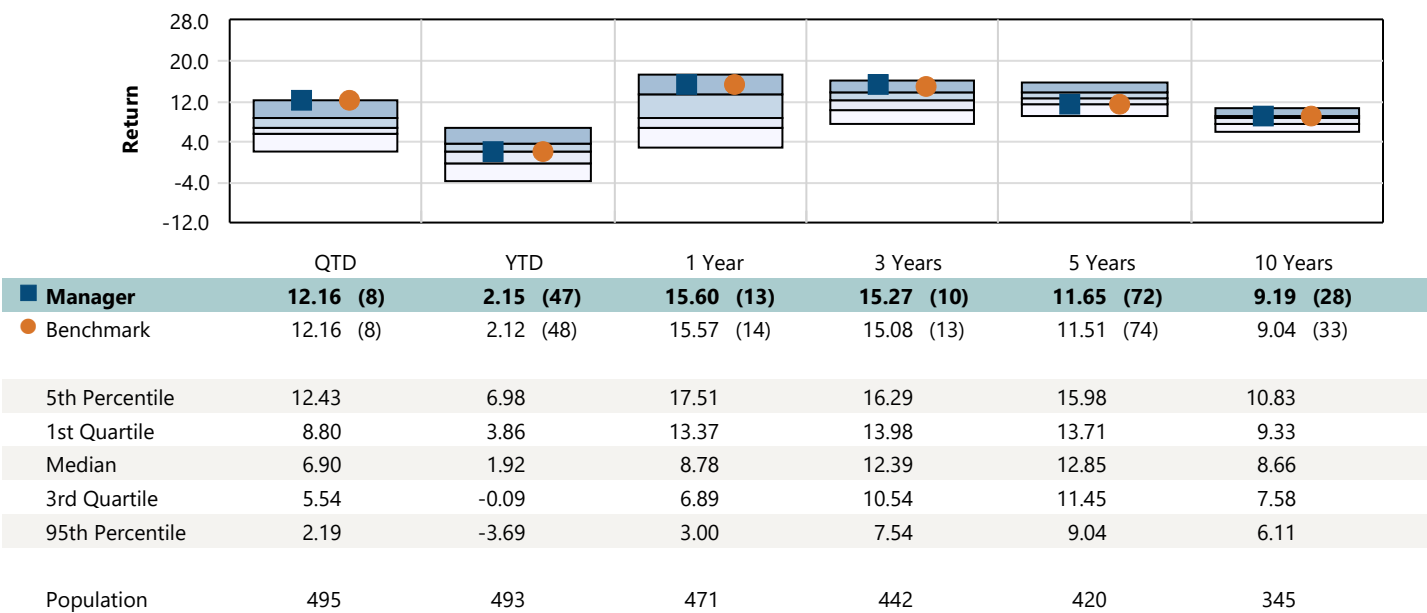 28.0
20.0
12.0
4.0
-4.0
-12.0
Return
QTD YTD 1 Year 3 Years 5 Years 10 Years
Manager 12.16 (8) 2.15 (47) 15.60 (13) 15.27 (10) 11.65 (72) 9.19 (28)
Benchmark 12.16 (8) 2.12 (48) 15.57 (14) 15.08 (13) 11.51 (74) 9.04 (33)
5th Percentile 12.43 6.98 17.51 16.29 15.98 10.83
1st Quartile 8.80 3.86 13.37 13.98 13.71 9.33
Median 6.90 1.92 8.78 12.39 12.85 8.66
3rd Quartile 5.54 -0.09 6.89 10.54 11.45 7.58
95th Percentile 2.19 -3.69 3.00 7.54 9.04 6.11
Population 495 493 471 442 420 345